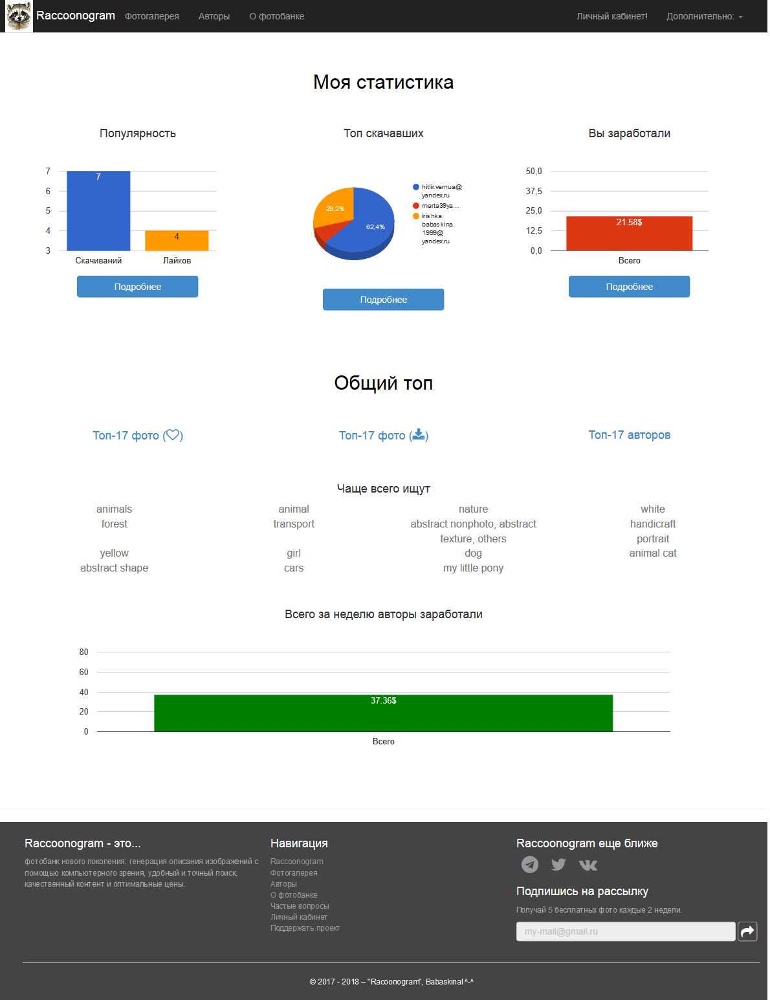 Raccoonogram Фотогалерея Авторы О фотобанке Личный кабинет! Дополнительно:
Моя статистика
Популярность
7
6
5
4
3
7
4
Скачиваний Лайков
Подробнее
Топ скачавших
29,2%
62,4%
hitlir.vernua@
yandex.ru
marta39ya...
Irishka.
babaskina.
1999@
yandex.ru
Подробнее
Вы заработали
50,0
37,5
25,0
12,5
0,0
21.58$
Всего
Подробнее
Общий топ
Топ-17 фото ( ) Топ-17 фото ( ) Топ-17 авторов
Чаще всего ищут
animals animal nature white
forest transport abstract nonphoto, abstract handicraft
texture, others portrait
yellow girl dog animal cat
abstract shape cars my little pony
Всего за неделю авторы заработали
80
60
40
20
0
37.36$
Всего
Raccoonogram - это...
фотобанк нового поколения: генерация описания изображений с
помощью компьютерного зрения, удобный и точный поиск,
качественный контент и оптимальные цены.
Навигация
Raccoonogram
Фотогалерея
Авторы
О фотобанке
Частые вопросы
Личный кабинет
Поддержать проект
Raccoonogram еще ближе
Подпишись на рассылку
Получай 5 бесплатных фото каждые 2 недели.
my-mail@gmail.ru
© 2017 - 2018 – "Racoonogram", BabaskinaI ^-^